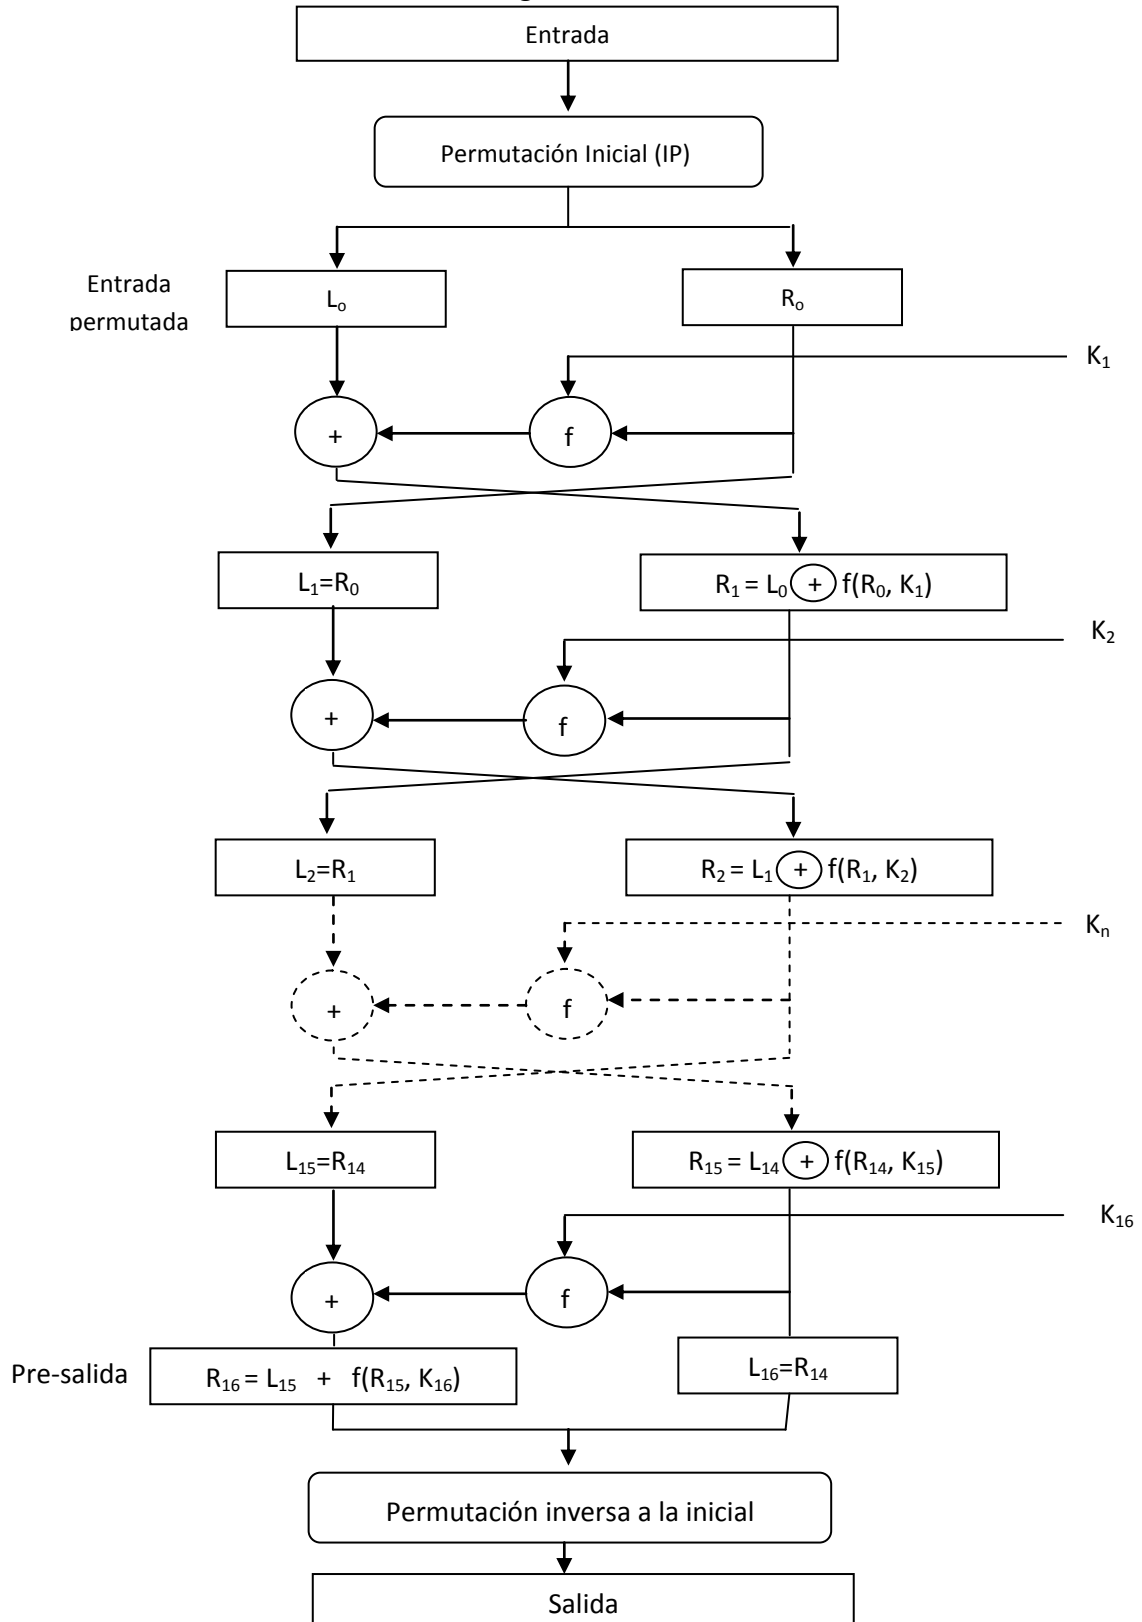 Entrada
Permutación Inicial (IP)
Entrada
permutada
Lo
Ro
K1
+
f
L1=R0
R1 = L0 + f(R0, K1)
K2
+
f
L2=R1
R2 = L1 + f(R1, K2)
Kn
+
f
L15=R14
R15 = L14 + f(R14, K15)
K16
+
f
Pre-salida
R16 = L15 + f(R15, K16)
L16=R14
Permutación inversa a la inicial
Salida